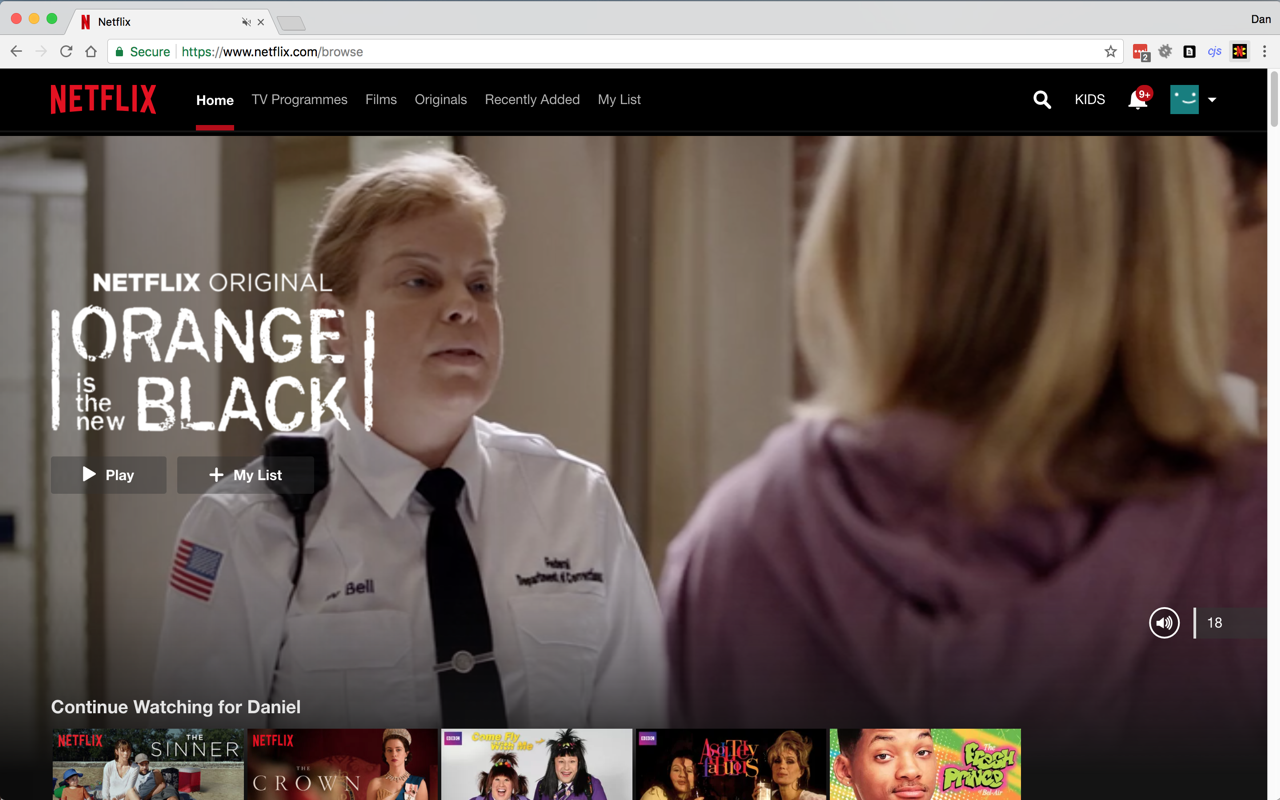 Netflix
Dan
Secure https://www.netflix.com/browse
2
cjs
NETFLIX
Home
TV Programmes
Films
Originals
Recently Added
My List
KIDS
9+
NETFLIX ORIGINAL
ORANGE
is the new BLACK
Play
My List
Bell
Federal
Department of Corrections
18
Continue Watching for Daniel
NETFLIX
THE
SINNER
NETFLIX
THE
CROWN
BBC
Come Fly
With Me
BBC
Absolutely
Fabulous
The
Fresh
Prince
of Bel-Air